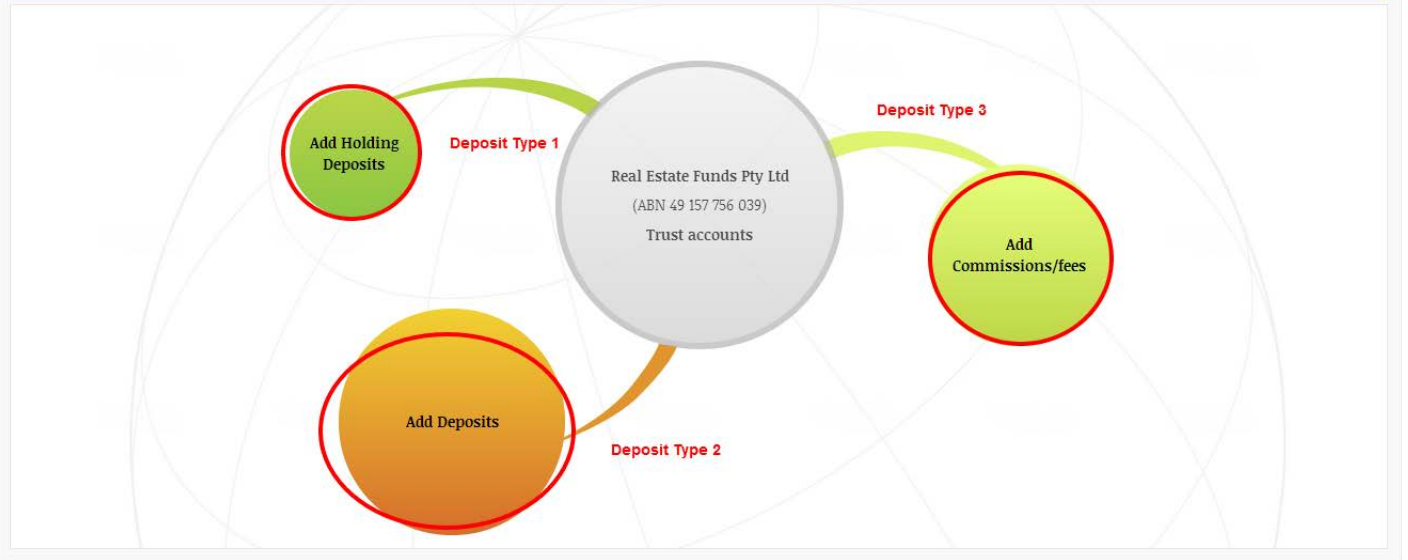 Deposit Type 3
Add Holding
Deposits
Deposit Type 1
Real Estate Funds Pty Ltd
(ABN 49 157 756 039)
Trust accounts
Add
Commissions/fees
Add Deposits
Deposit Type 2